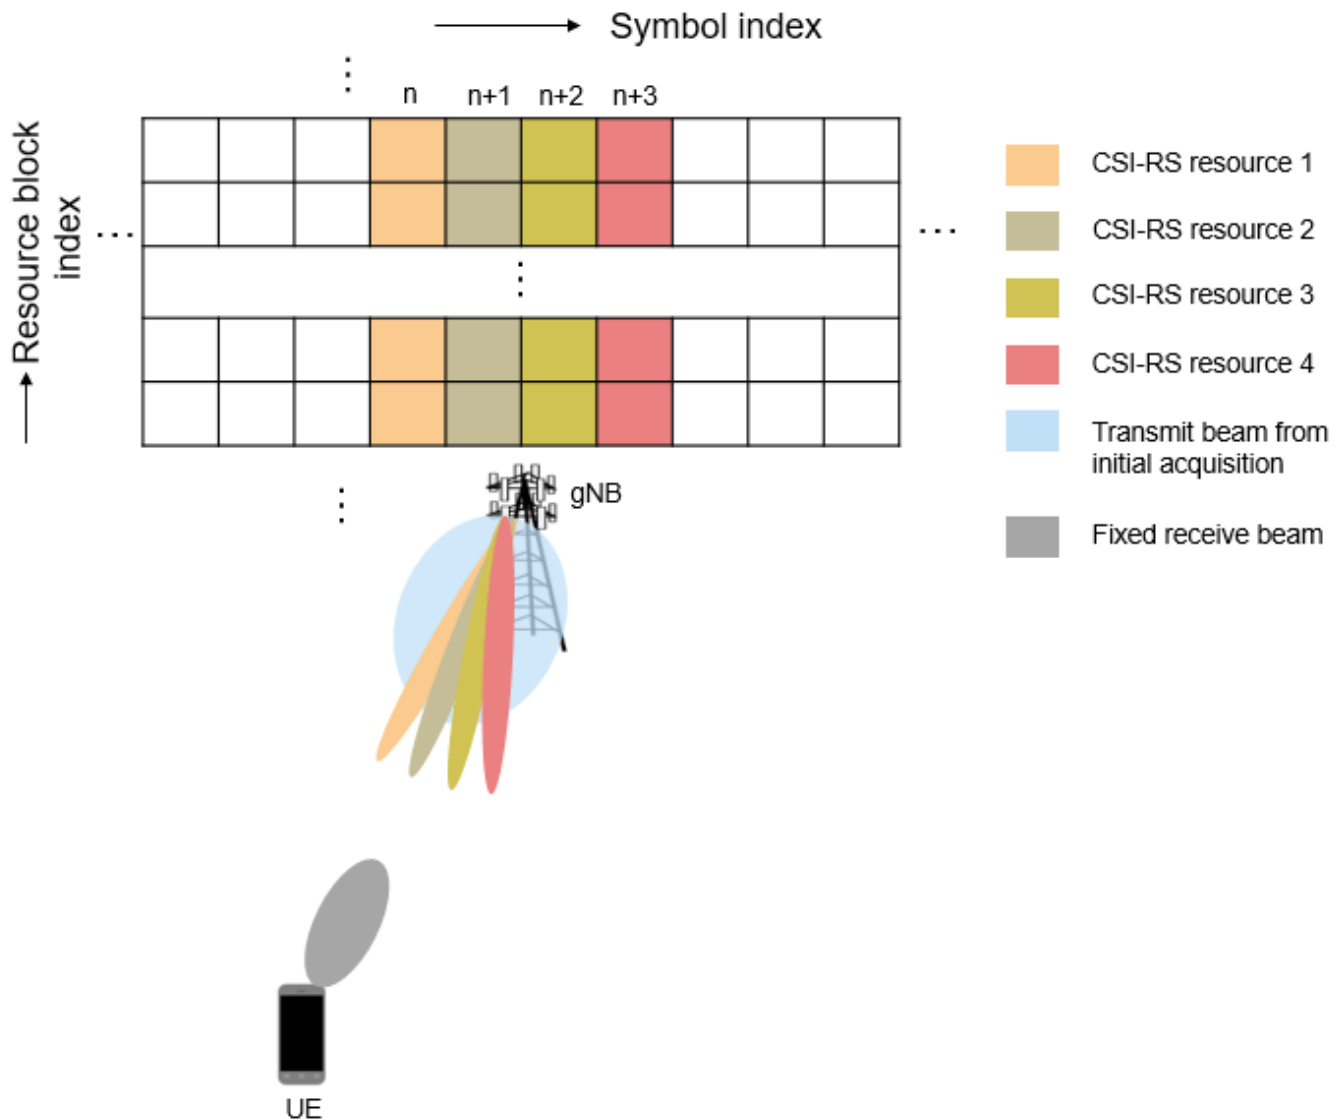 Symbol index
n n+1 n+2 n+3
Resource block
index
CSI-RS resource 1
CSI-RS resource 2
CSI-RS resource 3
CSI-RS resource 4
Transmit beam from
initial acquisition
Fixed receive beam
gNB
UE